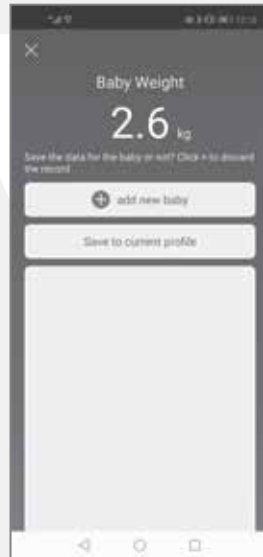 Baby Weight
2.6 kg
Save the data for the baby or not? Click × to discard
the record
add new baby
Save to current profile